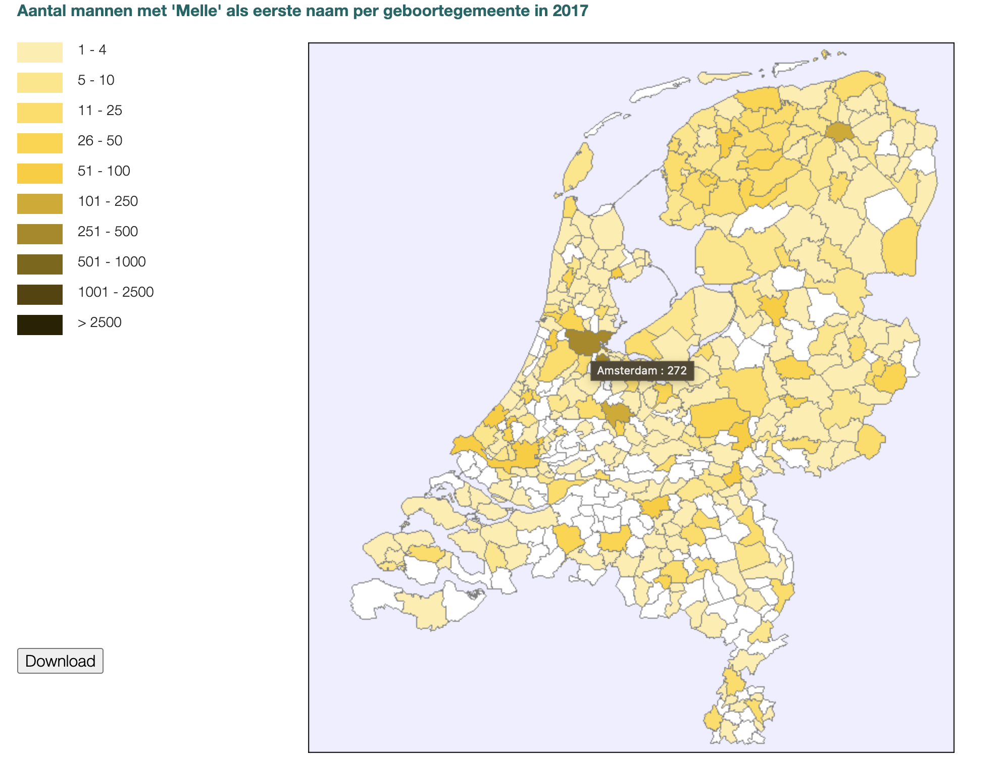 Aantal mannen met 'Melle' als eerste naam per geboortegemeente in 2017
1 - 4
5 - 10
11 - 25
26 - 50
51 - 100
101 - 250
251 - 500
501 - 1000
1001 - 2500
> 2500
Amsterdam : 272
Download